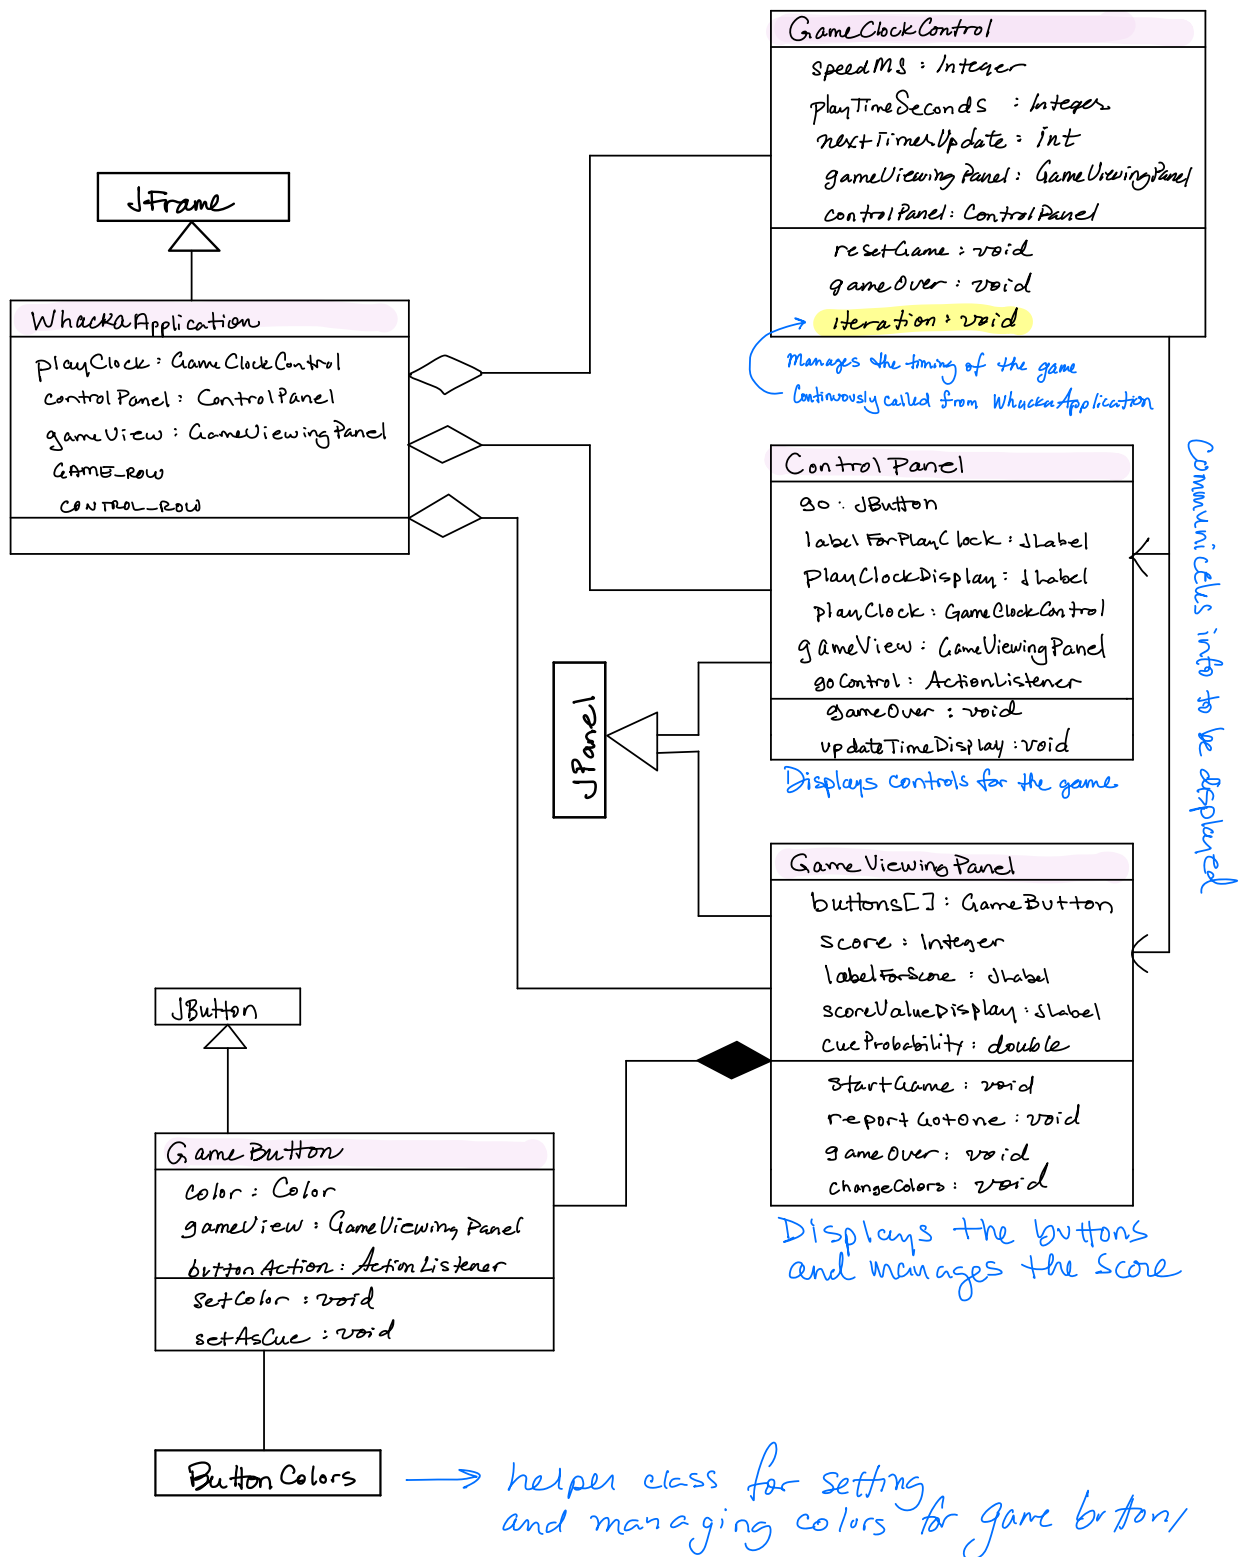 GameClockControl
speedMS : Integer
playTimeSeconds : Integer
nextTimerUpdate : int
gameViewingPanel : GameViewingPanel
controlPanel : ControlPanel
resetGame : void
gameOver : void
iteration : void
Manages the timing of the game
Continuously called from WhackaApplication
JFrame
WhackaApplication
playClock : GameClockControl
controlPanel : ControlPanel
gameView : GameViewingPanel
GAME_ROW
CONTROL_ROW
ControlPanel
go : JButton
labelForPlayClock : JLabel
playClockDisplay : JLabel
playClock : GameClockControl
gameView : GameViewingPanel
goControl : ActionListener
gameOver : void
updateTimeDisplay : void
Displays controls for the game
Communicates info to be displayed
JPanel
GameViewingPanel
buttons[] : GameButton
score : Integer
labelForScore : JLabel
scoreValueDisplay : JLabel
cueProbability : double
startGame : void
reportGotOne : void
gameOver : void
changeColors : void
Displays the buttons
and manages the score
JButton
GameButton
color : Color
gameView : GameViewing Panel
buttonAction : ActionListener
setColor : void
setAsCue : void
ButtonColors
helper class for setting
and managing colors for game button